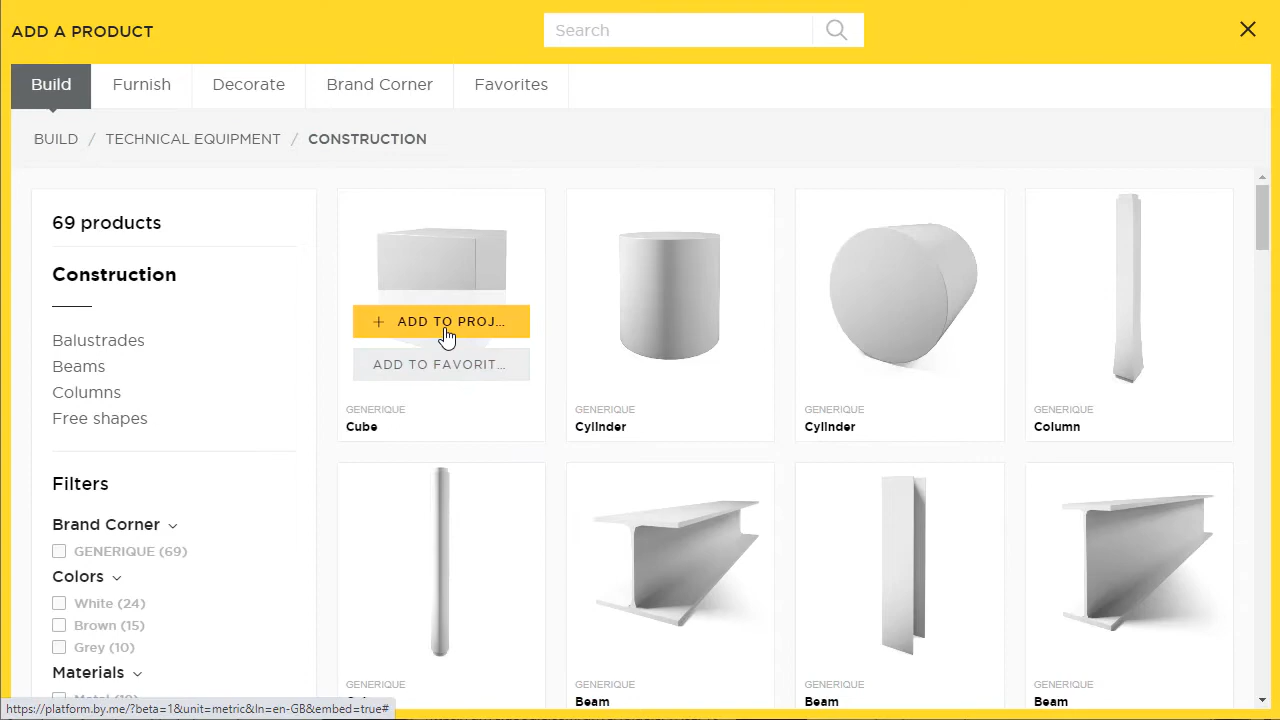 ADD A PRODUCT
Search
Build
Furnish
Decorate
Brand Corner
Favorites
BUILD / TECHNICAL EQUIPMENT / CONSTRUCTION
69 products
Construction
Balustrades
Beams
Columns
Free shapes
Filters
Brand Corner
GENERIQUE (69)
Colors
White (24)
Brown (15)
Grey (10)
Materials
+ ADD TO PROJ...
ADD TO FAVORIT...
GENERIQUE
Cube
GENERIQUE
Cylinder
GENERIQUE
Cylinder
GENERIQUE
Column
GENERIQUE
GENERIQUE
Beam
GENERIQUE
Beam
GENERIQUE
Beam
https://platform.byme/?beta=1&unit=metric&ln=en-GB&embed=true#